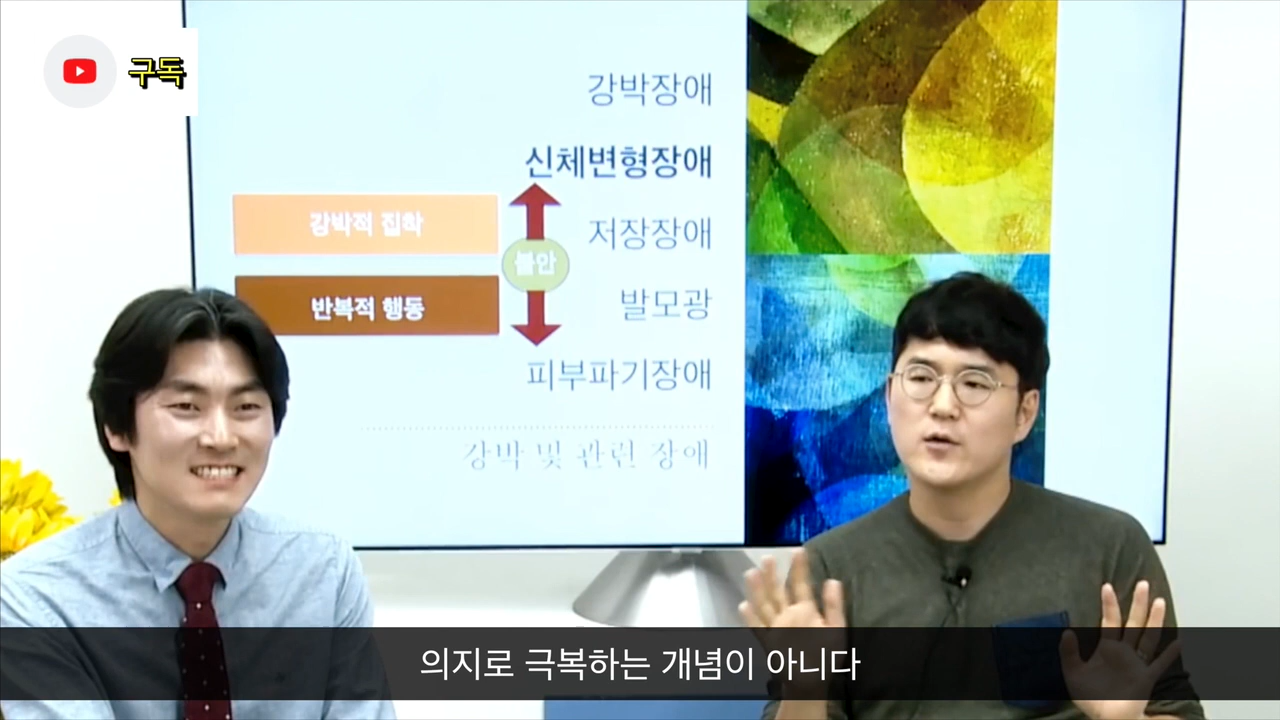 구독
강박장애
신체변형장애
강박적 집착
저장장애
불안
반복적 행동
발모광
피부파기장애
강박 및 관련 장애
의지로 극복하는 개념이 아니다